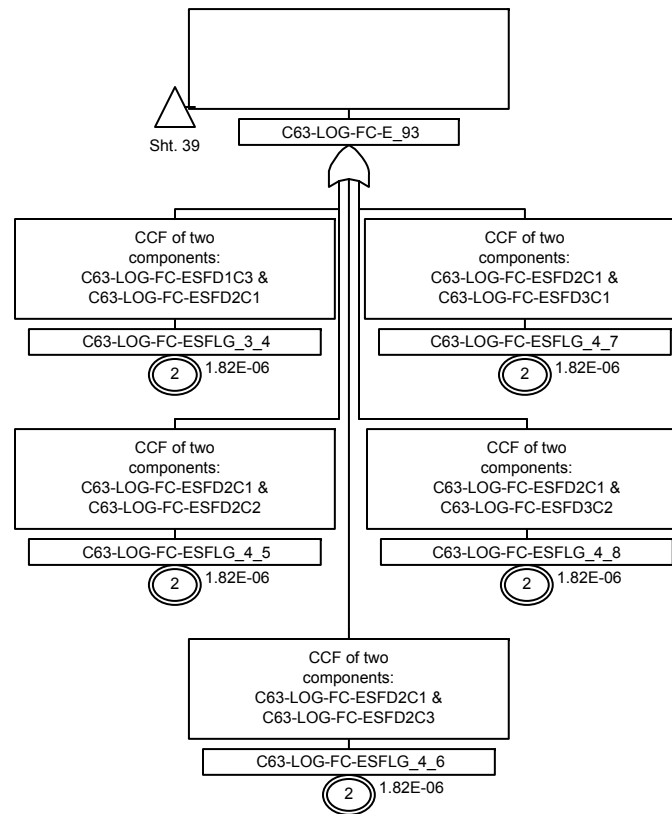 Sht. 39
C63-LOG-FC-E_93
CCF of two
components:
C63-LOG-FC-ESFD1C3 &
C63-LOG-FC-ESFD2C1
C63-LOG-FC-ESFLG_3_4
2
1.82E-06
CCF of two
components:
C63-LOG-FC-ESFD2C1 &
C63-LOG-FC-ESFD3C1
C63-LOG-FC-ESFLG_4_7
2
1.82E-06
CCF of two
components:
C63-LOG-FC-ESFD2C1 &
C63-LOG-FC-ESFD2C2
C63-LOG-FC-ESFLG_4_5
2
1.82E-06
CCF of two
components:
C63-LOG-FC-ESFD2C1 &
C63-LOG-FC-ESFD3C2
C63-LOG-FC-ESFLG_4_8
2
1.82E-06
CCF of two
components:
C63-LOG-FC-ESFD2C1 &
C63-LOG-FC-ESFD2C3
C63-LOG-FC-ESFLG_4_6
2
1.82E-06